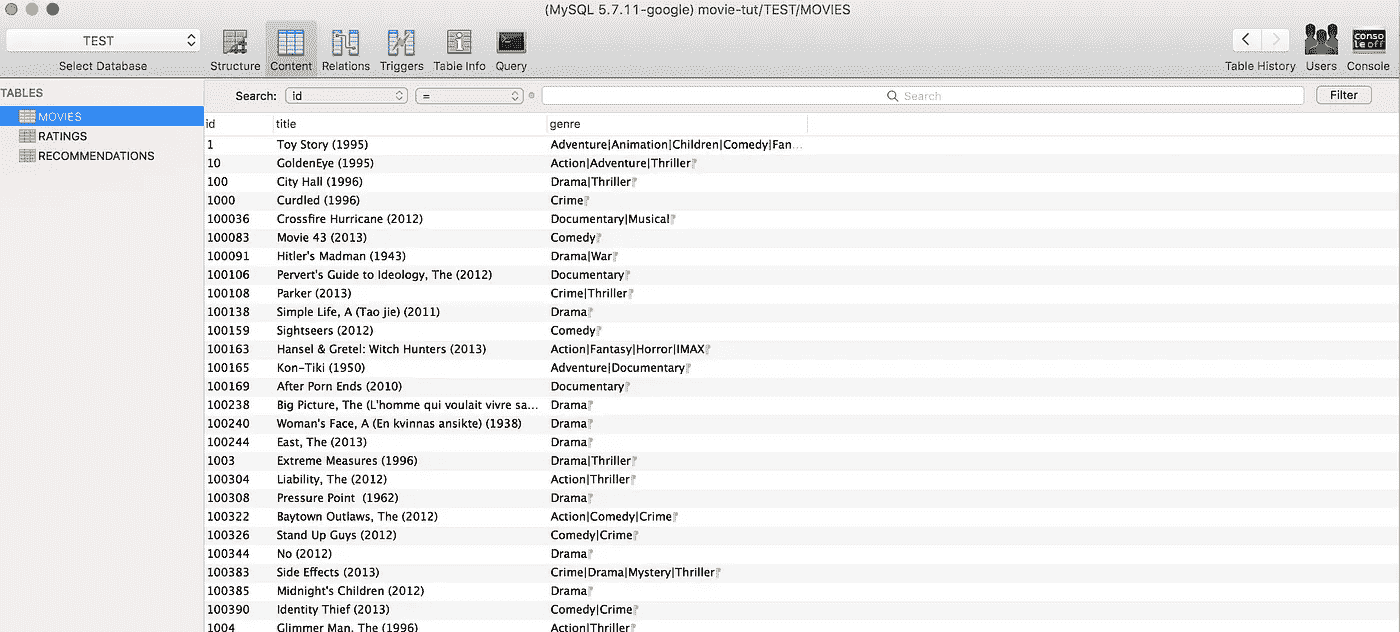 (MySQL 5.7.11-google) movie-tut/TEST/MOVIES
TEST
Select Database
Structure Content Relations Triggers Table Info Query
Table History Users Console
conso
le off
TABLES
MOVIES
RATINGS
RECOMMENDATIONS
Search: id = Search Filter
id title genre
1 Toy Story (1995) Adventure|Animation|Children|Comedy|Fan...
10 GoldenEye (1995) Action|Adventure|Thriller
100 City Hall (1996) Drama|Thriller
1000 Curdled (1996) Crime
100036 Crossfire Hurricane (2012) Documentary|Musical
100083 Movie 43 (2013) Comedy
100091 Hitler's Madman (1943) Drama|War
100106 Pervert's Guide to Ideology, The (2012) Documentary
100108 Parker (2013) Crime|Thriller
100138 Simple Life, A (Tao jie) (2011) Drama
100159 Sightseers (2012) Comedy
100163 Hansel & Gretel: Witch Hunters (2013) Action|Fantasy|Horror|IMAX
100165 Kon-Tiki (1950) Adventure|Documentary
100169 After Porn Ends (2010) Documentary
100238 Big Picture, The (L'homme qui voulait vivre sa... Drama
100240 Woman's Face, A (En kvinnas ansikte) (1938) Drama
100244 East, The (2013) Drama
1003 Extreme Measures (1996) Drama|Thriller
100304 Liability, The (2012) Action|Thriller
100308 Pressure Point  (1962) Drama
100322 Baytown Outlaws, The (2012) Action|Comedy|Crime
100326 Stand Up Guys (2012) Comedy|Crime
100344 No (2012) Drama
100383 Side Effects (2013) Crime|Drama|Mystery|Thriller
100385 Midnight's Children (2012) Drama
100390 Identity Thief (2013) Comedy|Crime
1004 Glimmer Man, The (1996) Action|Thriller